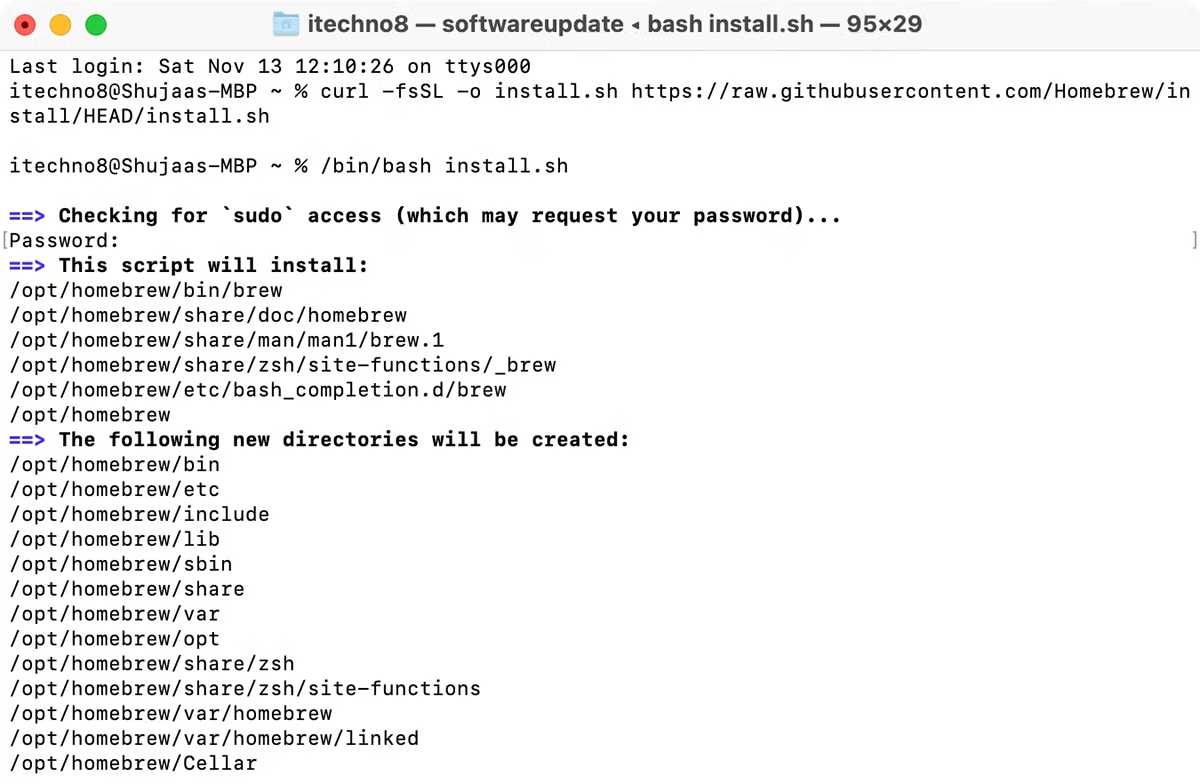 itechno8 — softwareupdate ◂ bash install.sh — 95×29
Last login: Sat Nov 13 12:10:26 on ttys000
itechno8@Shujaas-MBP ~ % curl -fsSL -o install.sh https://raw.githubusercontent.com/Homebrew/in
stall/HEAD/install.sh
itechno8@Shujaas-MBP ~ % /bin/bash install.sh
==> Checking for `sudo` access (which may request your password)...
[Password: ]
==> This script will install:
/opt/homebrew/bin/brew
/opt/homebrew/share/doc/homebrew
/opt/homebrew/share/man/man1/brew.1
/opt/homebrew/share/zsh/site-functions/_brew
/opt/homebrew/etc/bash_completion.d/brew
/opt/homebrew
==> The following new directories will be created:
/opt/homebrew/bin
/opt/homebrew/etc
/opt/homebrew/include
/opt/homebrew/lib
/opt/homebrew/sbin
/opt/homebrew/share
/opt/homebrew/var
/opt/homebrew/opt
/opt/homebrew/share/zsh
/opt/homebrew/share/zsh/site-functions
/opt/homebrew/var/homebrew
/opt/homebrew/var/homebrew/linked
/opt/homebrew/Cellar